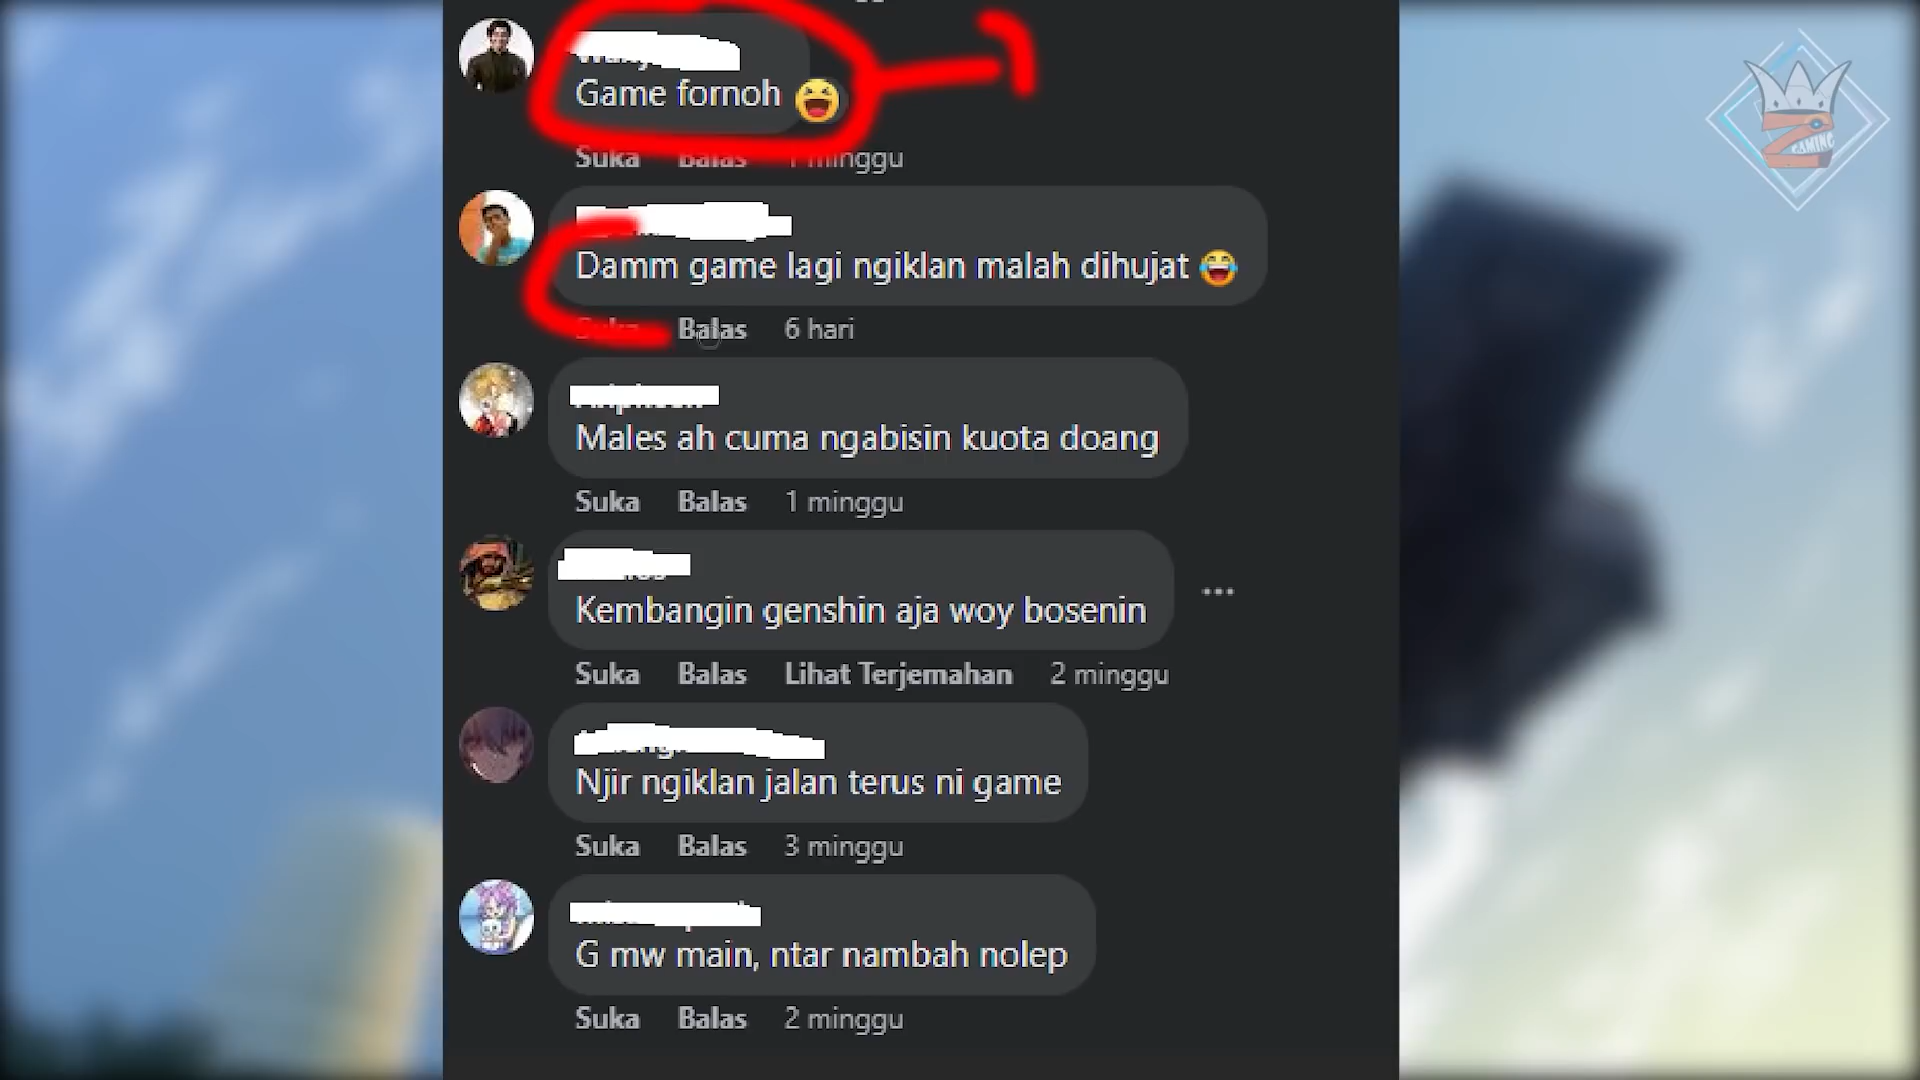 Game fornoh 😆
Suka Balas 1 minggu
Damm game lagi ngiklan malah dihujat 😂
Suka Balas 6 hari
Males ah cuma ngabisin kuota doang
Suka Balas 1 minggu
Kembangin genshin aja woy bosenin
Suka Balas Lihat Terjemahan 2 minggu
Njir ngiklan jalan terus ni game
Suka Balas 3 minggu
G mw main, ntar nambah nolep
Suka Balas 2 minggu
GAMING